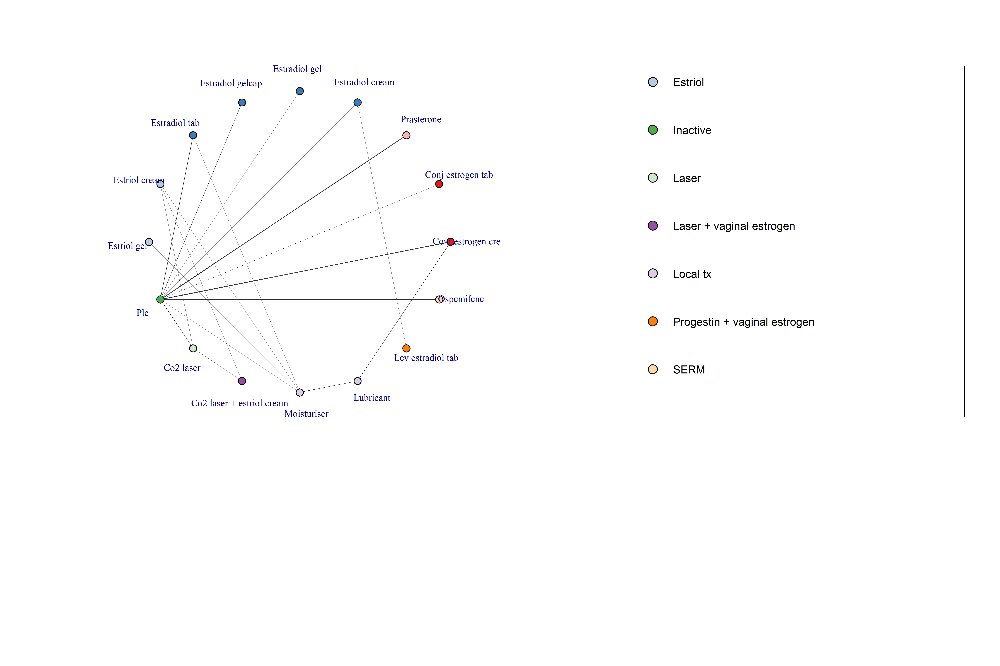 Estradiol gel
Estradiol gelcap
Estradiol cream
Estradiol tab
Prasterone
Estriol cream
Conj estrogen tab
Estriol gel
Conj estrogen cre
Plc
Ospemifene
Co2 laser
Lev estradiol tab
Co2 laser + estriol cream
Moisturiser
Lubricant
Estriol
Inactive
Laser
Laser + vaginal estrogen
Local tx
Progestin + vaginal estrogen
SERM